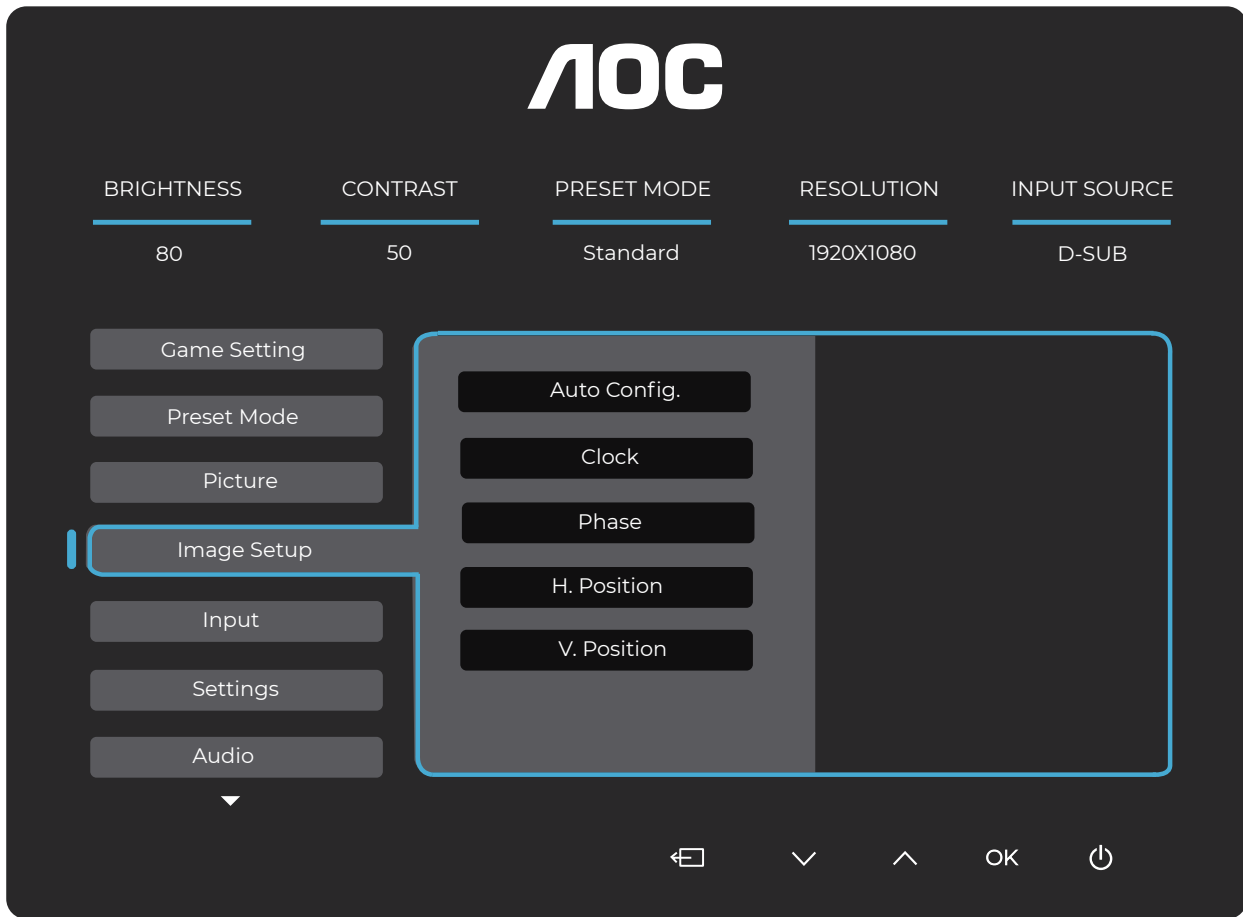 AOC
BRIGHTNESS CONTRAST PRESET MODE RESOLUTION INPUT SOURCE
80 50 Standard 1920X1080 D-SUB
Game Setting
Preset Mode
Picture
Image Setup
Input
Settings
Audio
Auto Config.
Clock
Phase
H. Position
V. Position
OK